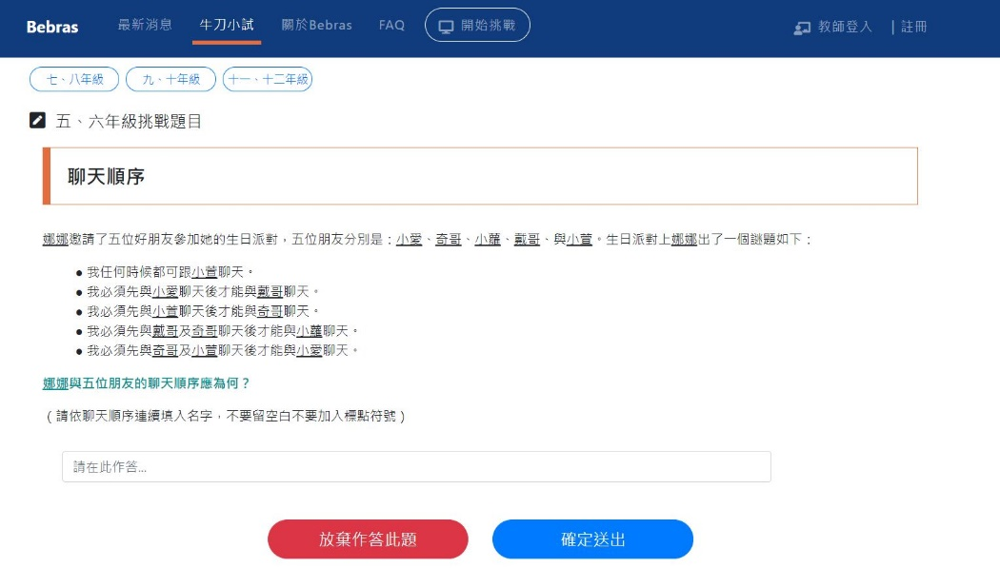 Bebras 最新消息 牛刀小試 關於Bebras FAQ 開始挑戰 教師登入 | 註冊
七、八年級 九、十年級 十一、十二年級
五、六年級挑戰題目
聊天順序
娜娜邀請了五位好朋友參加她的生日派對，五位朋友分別是：小愛、奇哥、小蘿、戴哥、與小萱。生日派對上娜娜出了一個謎題如下：
● 我任何時候都可跟小萱聊天。
● 我必須先與小愛聊天後才能與戴哥聊天。
● 我必須先與小萱聊天後才能與奇哥聊天。
● 我必須先與戴哥及奇哥聊天後才能與小蘿聊天。
● 我必須先與奇哥及小萱聊天後才能與小愛聊天。
娜娜與五位朋友的聊天順序應為何？
（請依聊天順序連續填入名字，不要留空白不要加入標點符號）
請在此作答...
放棄作答此題 確定送出